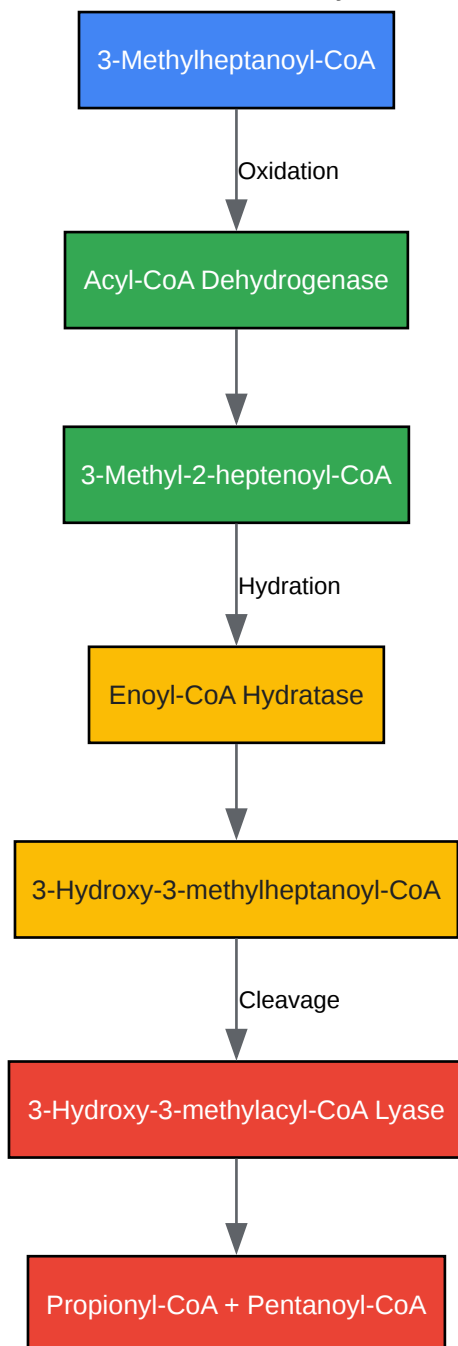 3-Methylheptanoyl-CoA
Oxidation
Acyl-CoA Dehydrogenase
3-Methyl-2-heptenoyl-CoA
Hydration
Enoyl-CoA Hydratase
3-Hydroxy-3-methylheptanoyl-CoA
Cleavage
3-Hydroxy-3-methylacyl-CoA Lyase
Propionyl-CoA + Pentanoyl-CoA